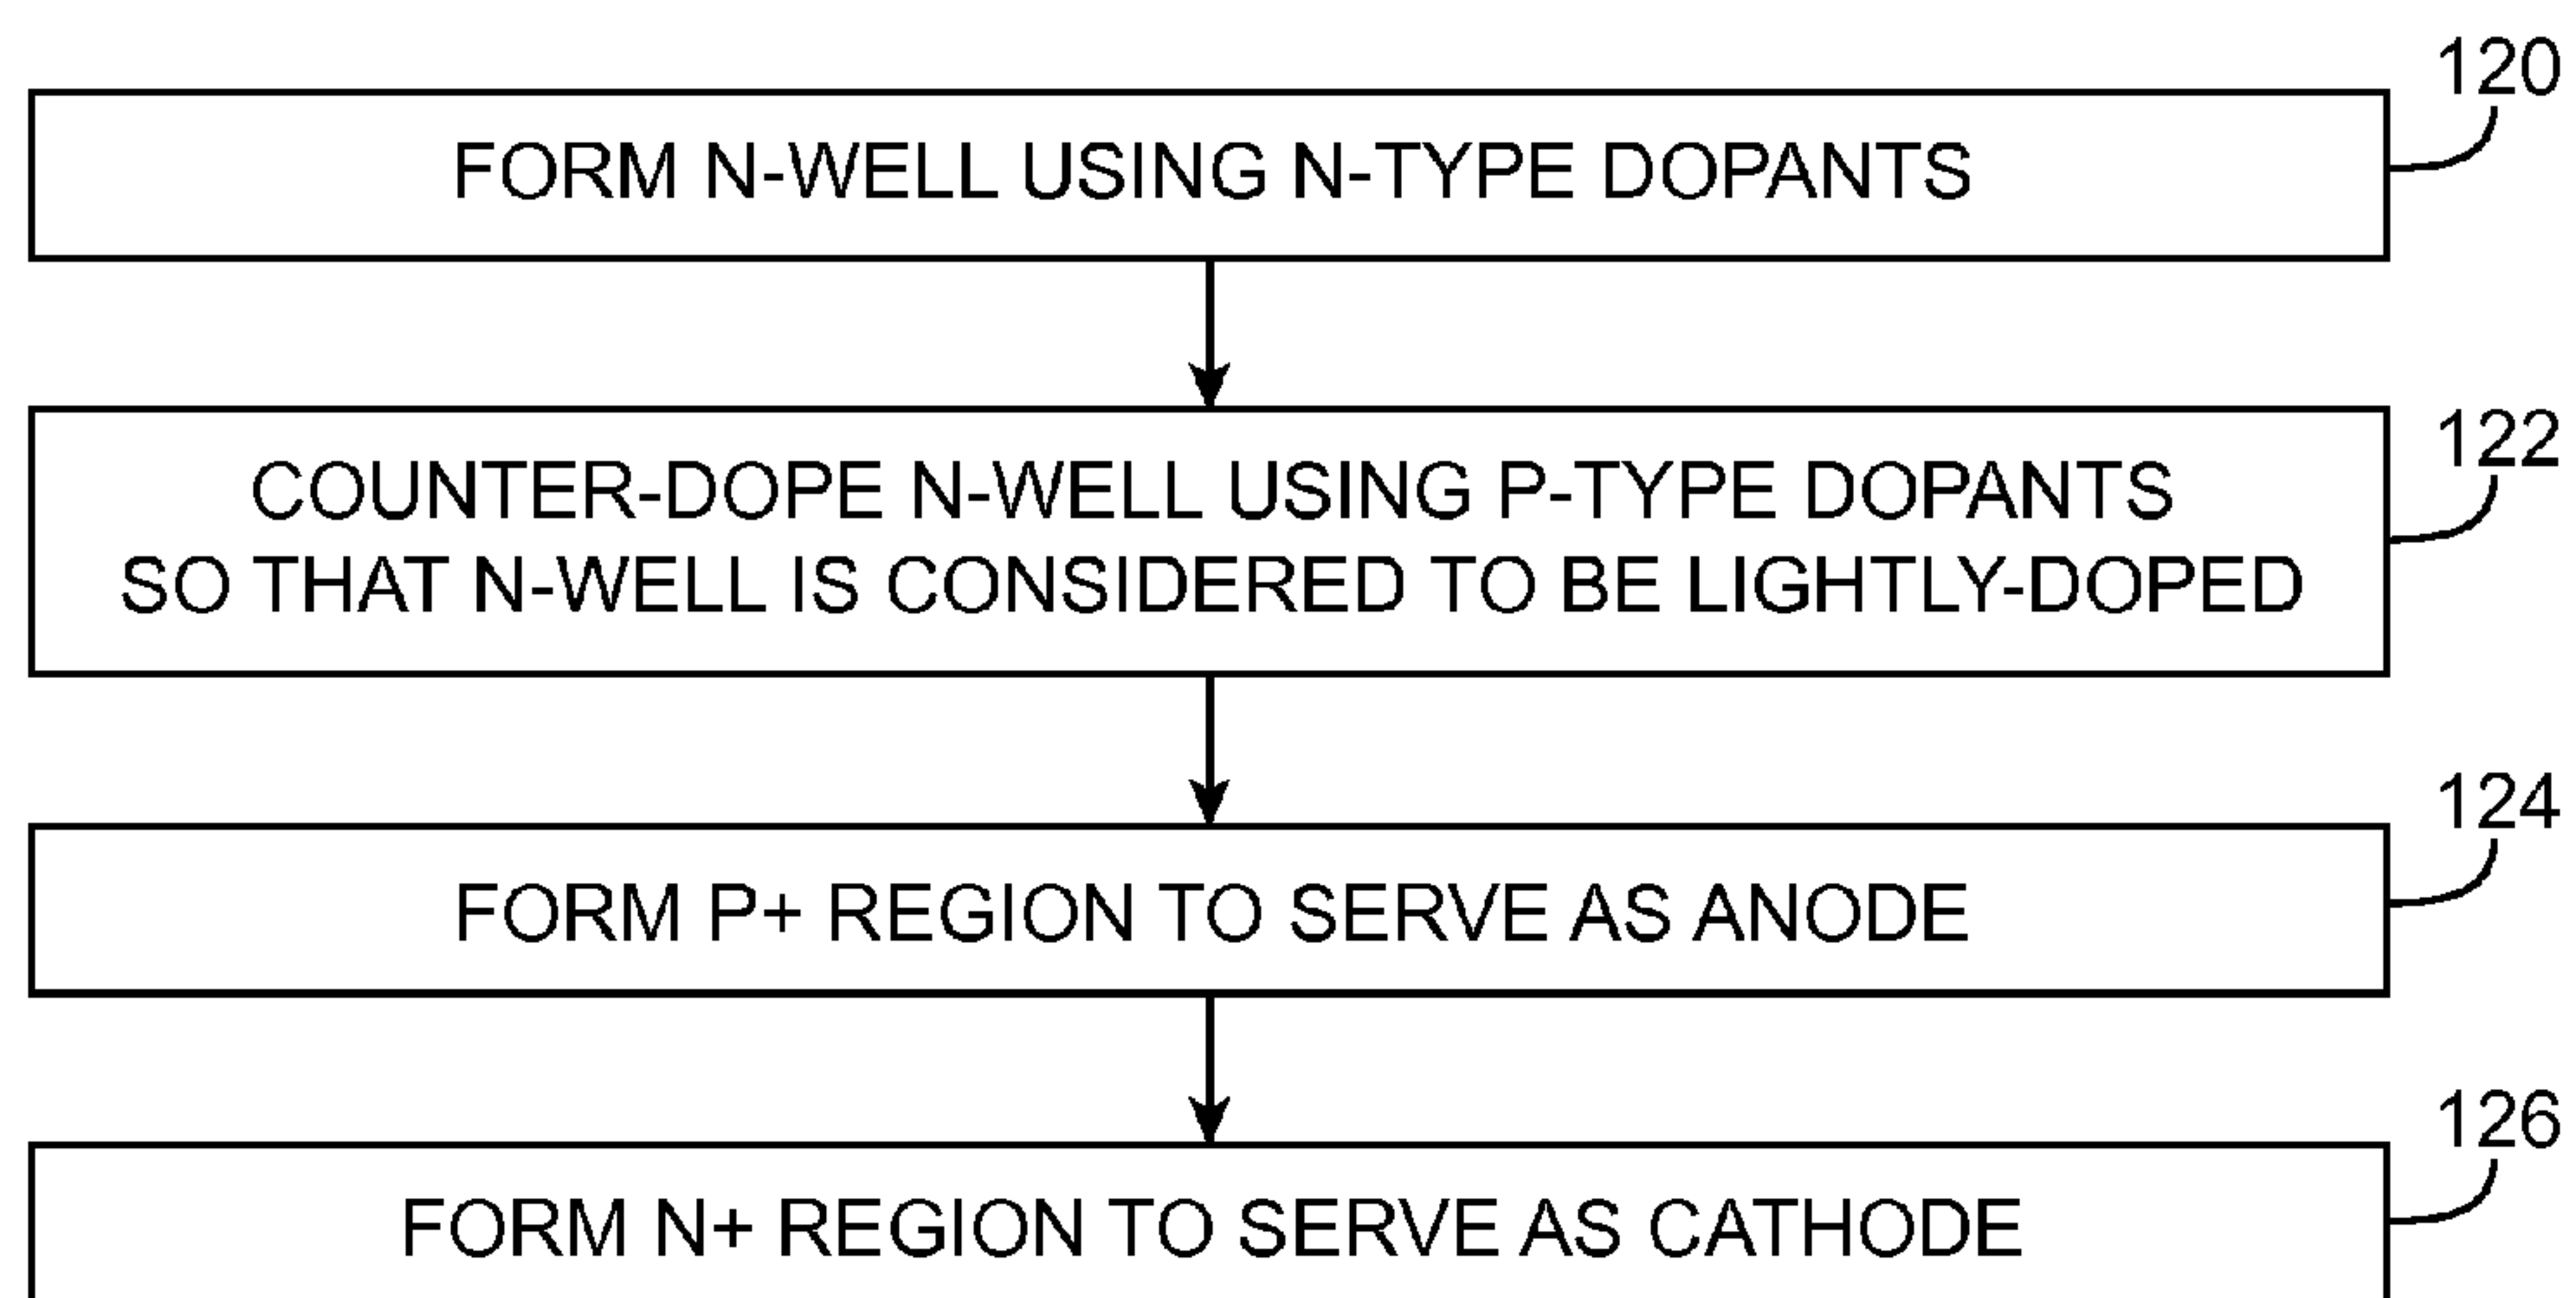 120
FORM N-WELL USING N-TYPE DOPANTS
122
COUNTER-DOPE N-WELL USING P-TYPE DOPANTS
SO THAT N-WELL IS CONSIDERED TO BE LIGHTLY-DOPED
124
FORM P+ REGION TO SERVE AS ANODE
126
FORM N+ REGION TO SERVE AS CATHODE